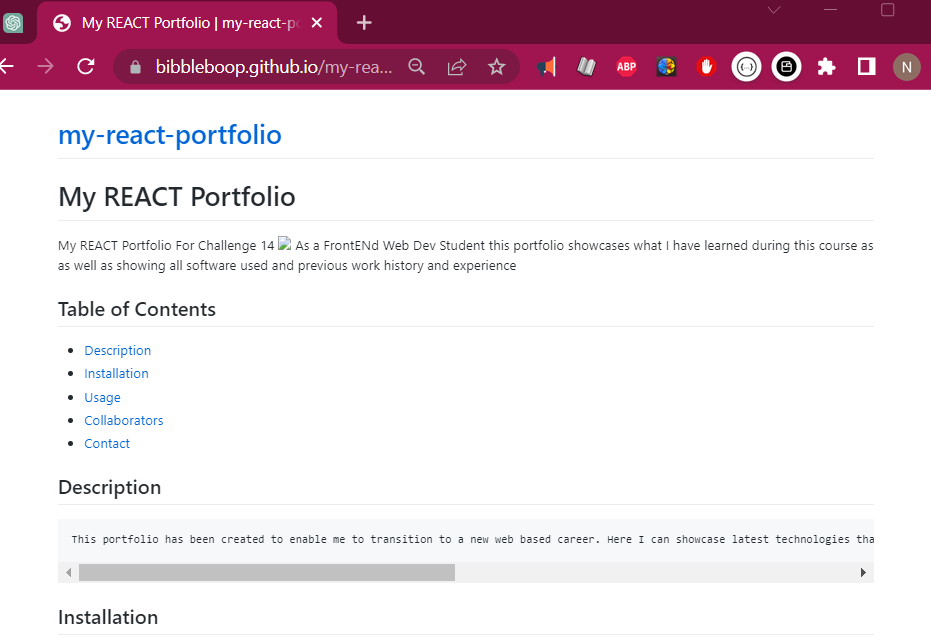 My REACT Portfolio | my-react-po
bibbleboop.github.io/my-rea...
ABP
N
my-react-portfolio
My REACT Portfolio
My REACT Portfolio For Challenge 14 As a FrontENd Web Dev Student this portfolio showcases what I have learned during this course as
as well as showing all software used and previous work history and experience
Table of Contents
Description
Installation
Usage
Collaborators
Contact
Description
This portfolio has been created to enable me to transition to a new web based career. Here I can showcase latest technologies tha
Installation